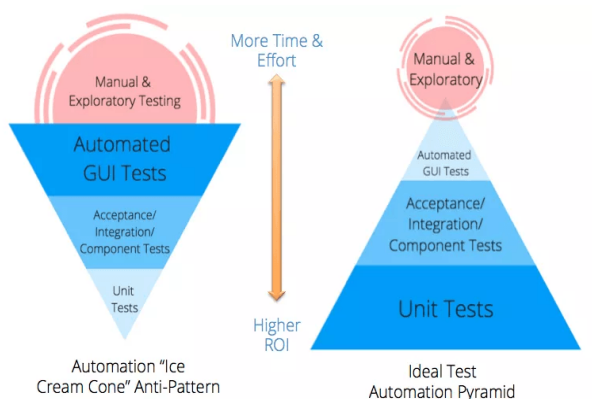 Manual &
Exploratory Testing
Automated
GUI Tests
Acceptance/
Integration/
Component Tests
Unit
Tests
Automation “Ice
Cream Cone” Anti-Pattern
More Time &
Effort
Higher
ROI
Manual &
Exploratory
Automated
GUI Tests
Acceptance/
Integration/
Component Tests
Unit Tests
Ideal Test
Automation Pyramid